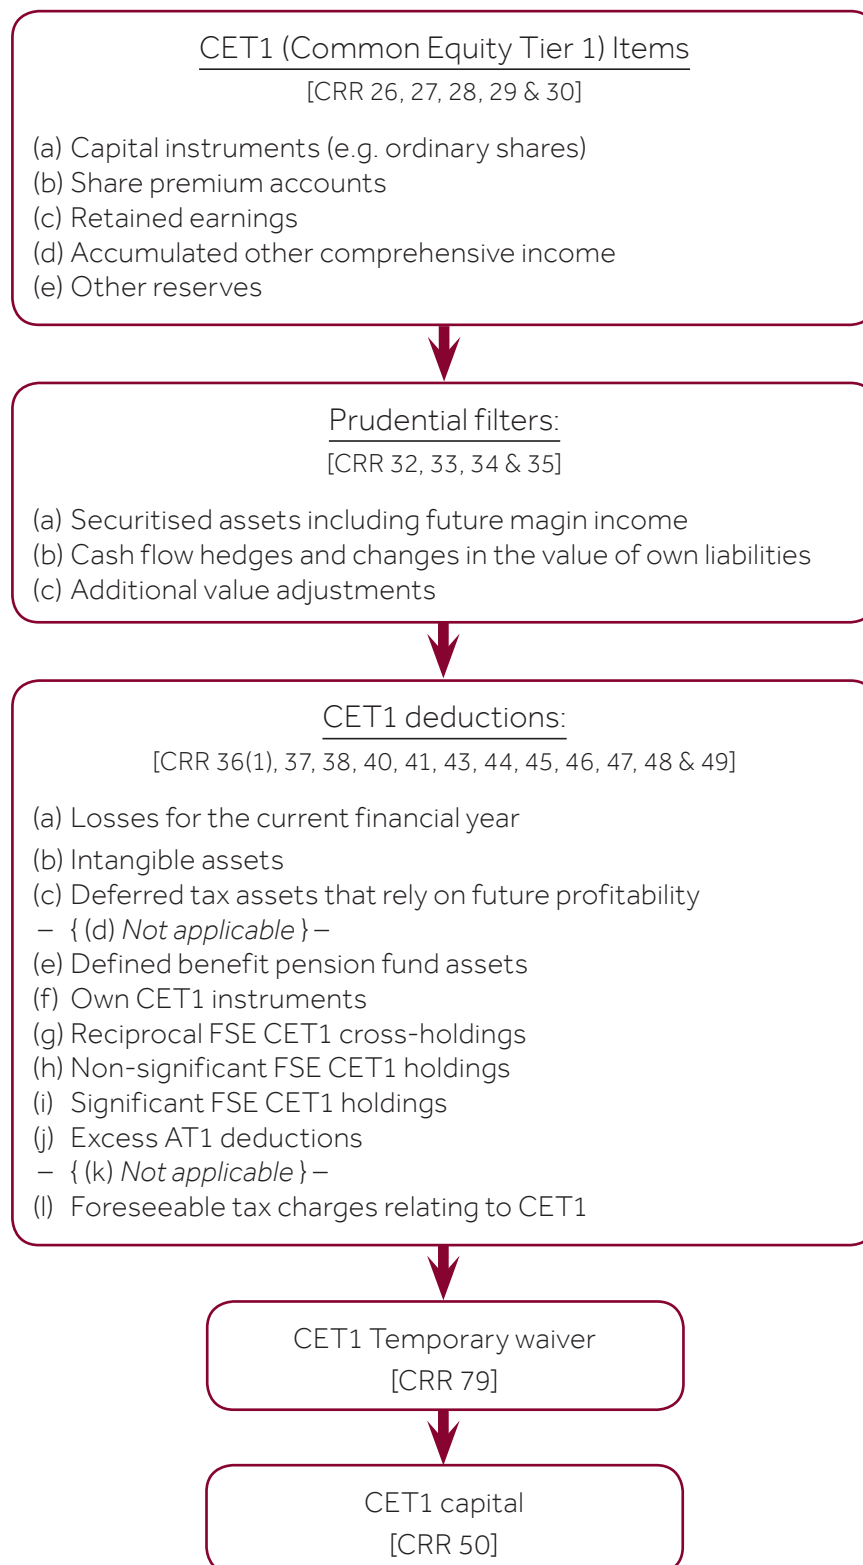 CET1 (Common Equity Tier 1) Items
[CRR 26, 27, 28, 29 & 30]
(a) Capital instruments (e.g. ordinary shares)
(b) Share premium accounts
(c) Retained earnings
(d) Accumulated other comprehensive income
(e) Other reserves
Prudential filters:
[CRR 32, 33, 34 & 35]
(a) Securitised assets including future magin income
(b) Cash flow hedges and changes in the value of own liabilities
(c) Additional value adjustments
CET1 deductions:
[CRR 36(1), 37, 38, 40, 41, 43, 44, 45, 46, 47, 48 & 49]
(a) Losses for the current financial year
(b) Intangible assets
(c) Deferred tax assets that rely on future profitability
– { (d) Not applicable } –
(e) Defined benefit pension fund assets
(f) Own CET1 instruments
(g) Reciprocal FSE CET1 cross-holdings
(h) Non-significant FSE CET1 holdings
(i) Significant FSE CET1 holdings
(j) Excess AT1 deductions
– { (k) Not applicable } –
(l) Foreseeable tax charges relating to CET1
CET1 Temporary waiver
[CRR 79]
CET1 capital
[CRR 50]